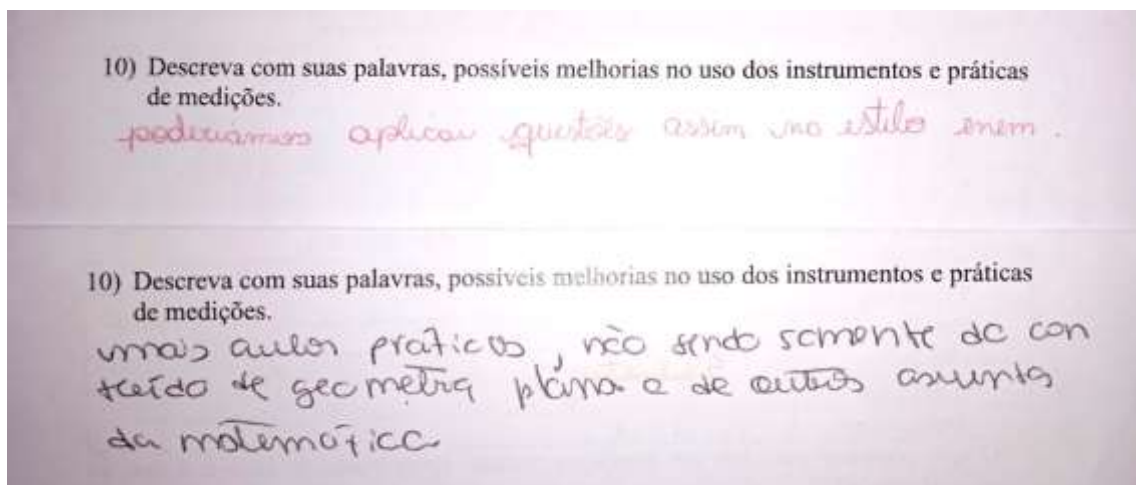 10) Descreva com suas palavras, possíveis melhorias no uso dos instrumentos e práticas
de medições.
poderiamos aplicar questões assim no estilo enem.
10) Descreva com suas palavras, possíveis melhorias no uso dos instrumentos e práticas
de medições.
mais aulas práticas, não sendo somente de con
teúdo de geometria plana e de outros assuntos
da matemática